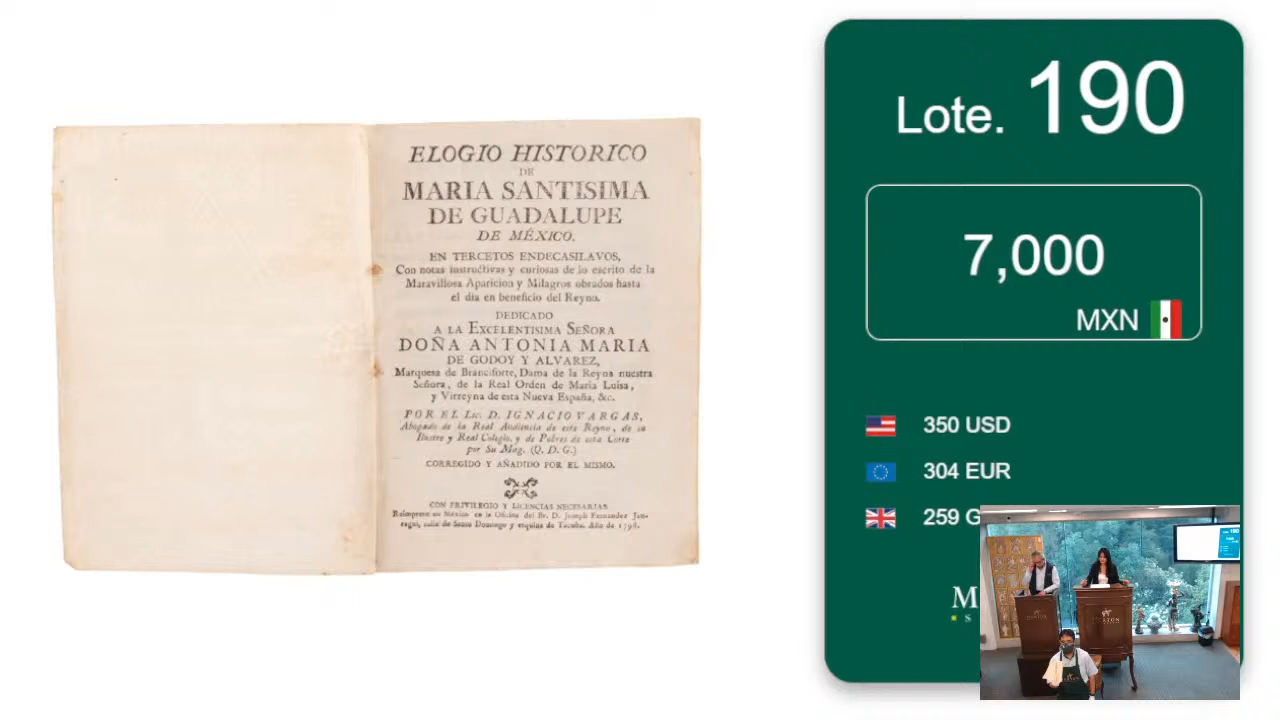 ELOGIO HISTORICO
DE
MARIA SANTISIMA
DE GUADALUPE
DE MÉXICO.
EN TERCETOS ENDECASILAVOS,
Con notas instructivas y curiosas de lo escrito de la
Maravillosa Aparicion y Milagros obrados hasta
el dia en beneficio del Reyno.
DEDICADO
A LA EXCELENTISIMA SEÑORA
DOÑA ANTONIA MARIA
DE GODOY Y ALVAREZ,
Marquesa de Branciforte, Dama de la Reyna nuestra
Señora, de la Real Orden de Maria Luisa,
y Virreyna de esta Nueva España, &c.
POR EL Lic. D. IGNACIO VARGAS,
Abogado de la Real Audiencia de este Reyno, de su
Ilustre y Real Colegio, y de Pobres de esta Corte
por Su Mag. (Q. D. G.)
CORREGIDO Y AÑADIDO POR EL MISMO.
CON PRIVILEGIO Y LICENCIAS NECESARIAS
Reimpreso en México en la Oficina del Br. D. Joseph Fernandez Jau-
regui, calle de Santo Domingo y esquina de Tacuba. Año de 1798.
Lote. 190
7,000
MXN
350 USD
304 EUR
259 G
M
S